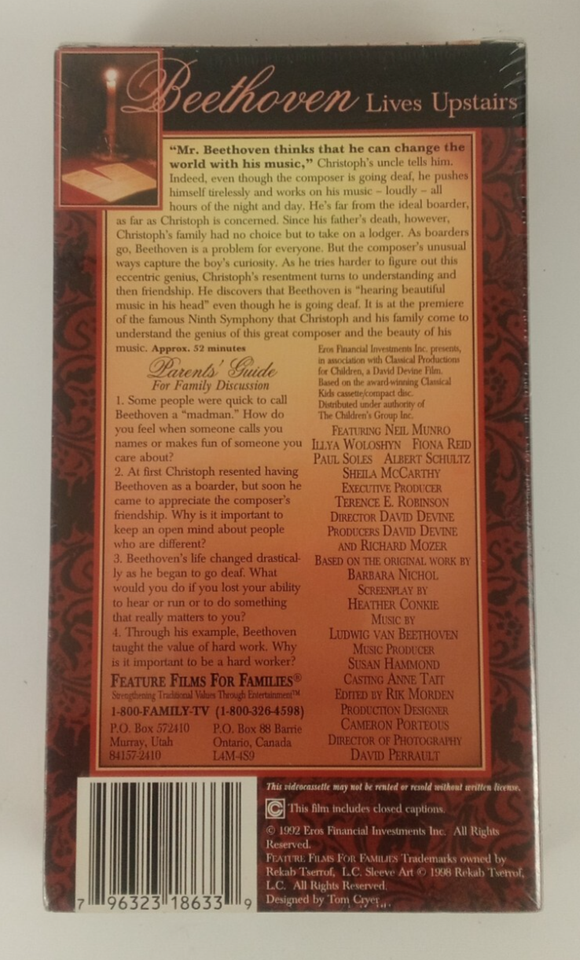 Beethoven Lives Upstairs
“Mr. Beethoven thinks that he can change the
world with his music,” Christoph's uncle tells him.
Indeed, even though the composer is going deaf, he pushes
himself tirelessly and works on his music – loudly – all
hours of the night and day. He's far from the ideal boarder,
as far as Christoph is concerned. Since his father's death, however,
Christoph's family had no choice but to take on a lodger. As boarders
go, Beethoven is a problem for everyone. But the composer's unusual
ways capture the boy's curiosity. As he tries harder to figure out this
eccentric genius, Christoph's resentment turns to understanding and
then friendship. He discovers that Beethoven is “hearing beautiful
music in his head” even though he is going deaf. It is at the premiere
of the famous Ninth Symphony that Christoph and his family come to
understand the genius of this great composer and the beauty of his
music. Approx. 52 minutes
Parents' Guide
For Family Discussion
1. Some people were quick to call
Beethoven a “madman.” How do
you feel when someone calls you
names or makes fun of someone you
care about?
2. At first Christoph resented having
Beethoven as a boarder, but soon he
came to appreciate the composer's
friendship. Why is it important to
keep an open mind about people
who are different?
3. Beethoven's life changed drastical-
ly as he began to go deaf. What
would you do if you lost your ability
to hear or run or to do something
that really matters to you?
4. Through his example, Beethoven
taught the value of hard work. Why
is it important to be a hard worker?
FEATURE FILMS FOR FAMILIES®
Strengthening Traditional Values Through Entertainment™
1-800-FAMILY-TV (1-800-326-4598)
P.O. Box 572410
Murray, Utah
84157-2410
P.O. Box 88 Barrie
Ontario, Canada
L4M-4S9
Eros Financial Investments Inc. presents,
in association with Classical Productions
for Children, a David Devine Film.
Based on the award-winning Classical
Kids cassette/compact disc.
Distributed under authority of
The Children's Group Inc.
FEATURING NEIL MUNRO
ILLYA WOLOSHYN FIONA REID
PAUL SOLES ALBERT SCHULTZ
SHEILA MCCARTHY
EXECUTIVE PRODUCER
TERENCE E. ROBINSON
DIRECTOR DAVID DEVINE
PRODUCERS DAVID DEVINE
AND RICHARD MOZER
BASED ON THE ORIGINAL WORK BY
BARBARA NICHOL
SCREENPLAY BY
HEATHER CONKIE
MUSIC BY
LUDWIG VAN BEETHOVEN
MUSIC PRODUCER
SUSAN HAMMOND
CASTING ANNE TAIT
EDITED BY RIK MORDEN
PRODUCTION DESIGNER
CAMERON PORTEOUS
DIRECTOR OF PHOTOGRAPHY
DAVID PERRAULT
This videocassette may not be rented or resold without written license.
C This film includes closed captions.
© 1992 Eros Financial Investments Inc. All Rights
Reserved.
FEATURE FILMS FOR FAMILIES Trademarks owned by
Rekab Tserrof, L.C. Sleeve Art © 1998 Rekab Tserrof,
L.C. All Rights Reserved.
Designed by Tom Cryer
7 96323 18633 9